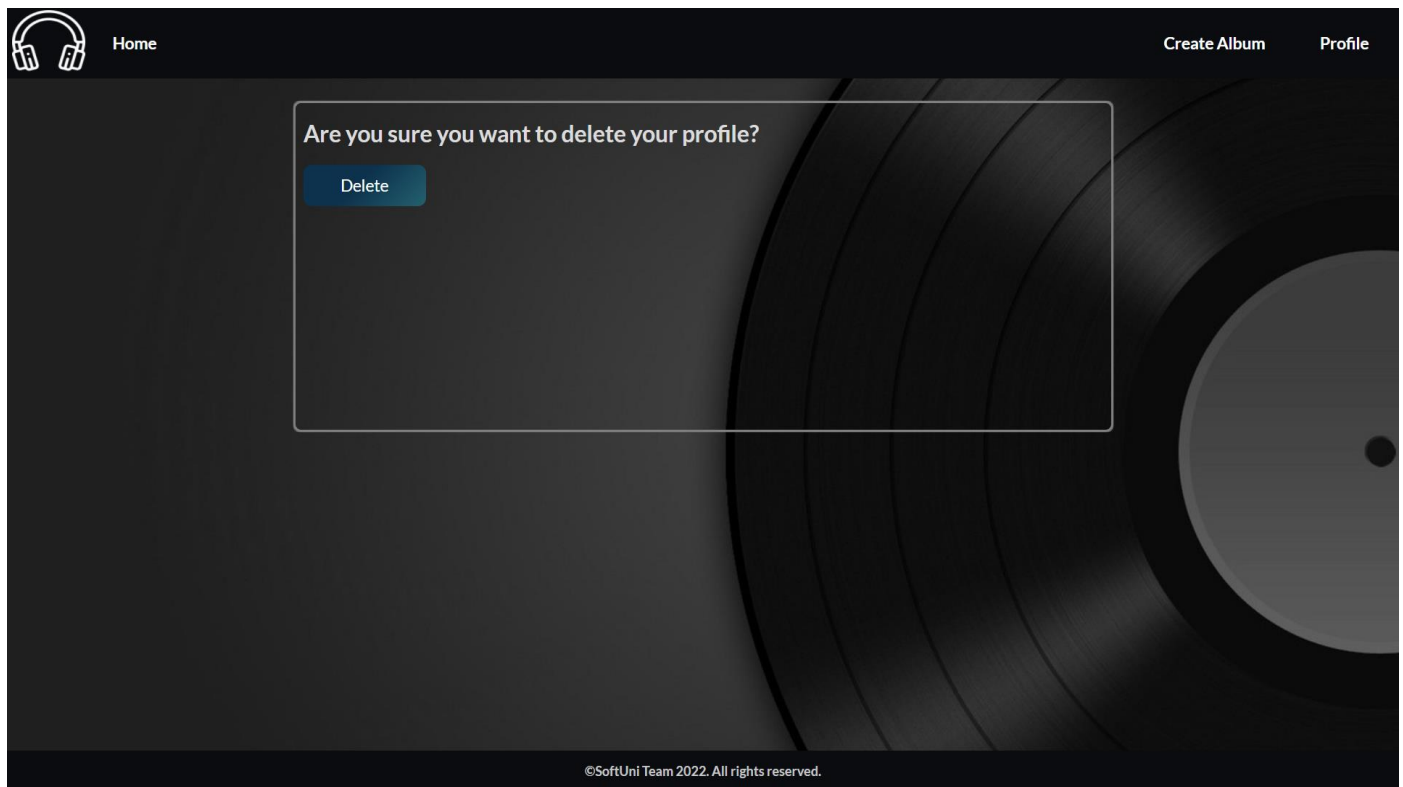 Home
Create Album
Profile
Are you sure you want to delete your profile?
Delete
©SoftUni Team 2022. All rights reserved.